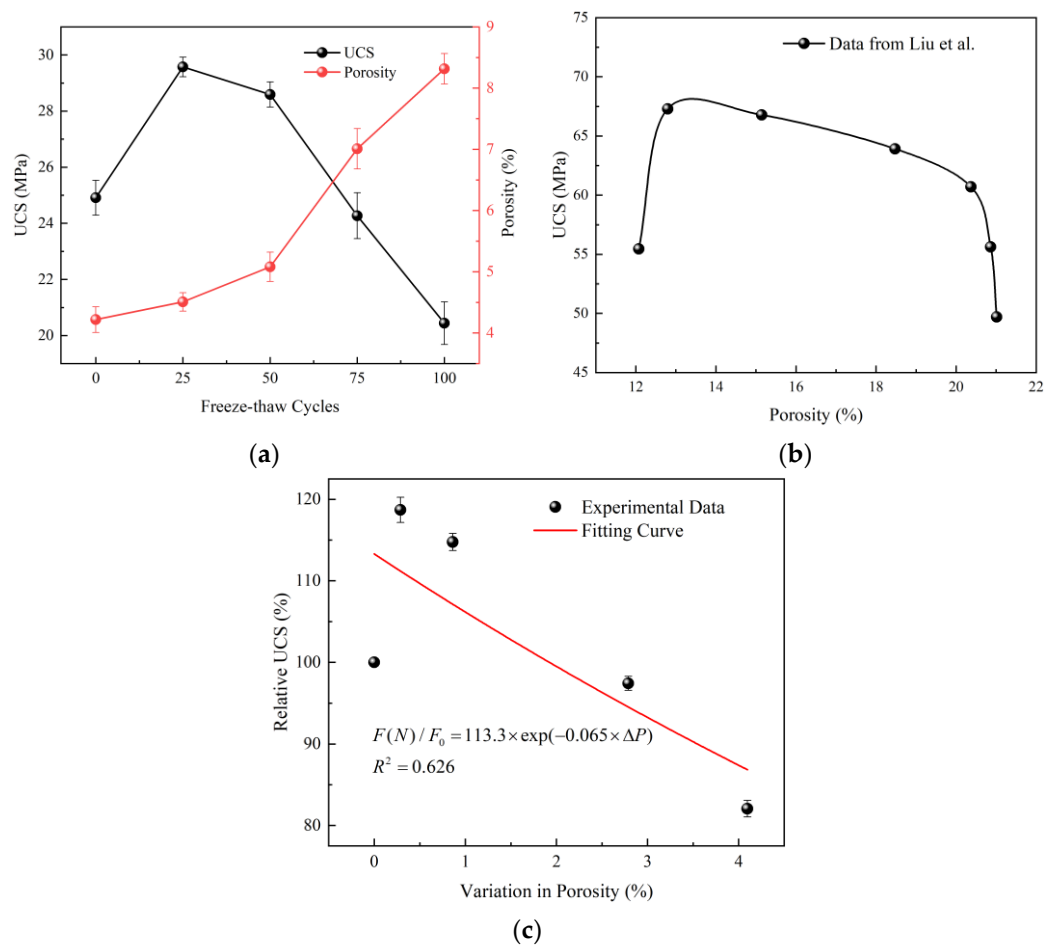 UCS
Porosity
UCS (MPa)
30
28
26
24
22
20
9
8
7
6
5
4
Porosity (%)
0 25 50 75 100
Freeze-thaw Cycles
(a)
Data from Liu et al.
UCS (MPa)
75
70
65
60
55
50
45
12 14 16 18 20 22
Porosity (%)
(b)
Experimental Data
Fitting Curve
Relative UCS (%)
120
110
100
90
80
F(N) / F₀ = 113.3 × exp(−0.065 × ΔP)
R² = 0.626
0 1 2 3 4
Variation in Porosity (%)
(c)